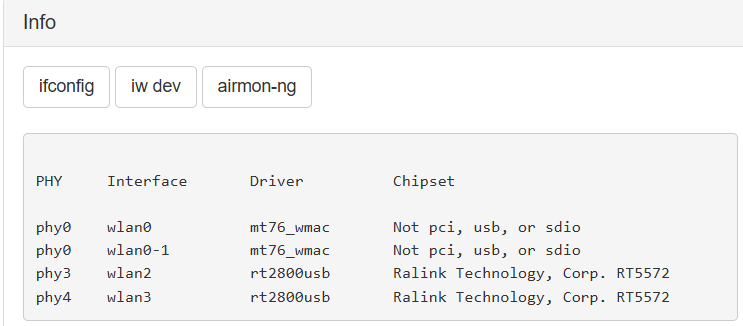 Info
ifconfig iw dev airmon-ng
PHY Interface Driver Chipset
phy0 wlan0 mt76_wmac Not pci, usb, or sdio
phy0 wlan0-1 mt76_wmac Not pci, usb, or sdio
phy3 wlan2 rt2800usb Ralink Technology, Corp. RT5572
phy4 wlan3 rt2800usb Ralink Technology, Corp. RT5572